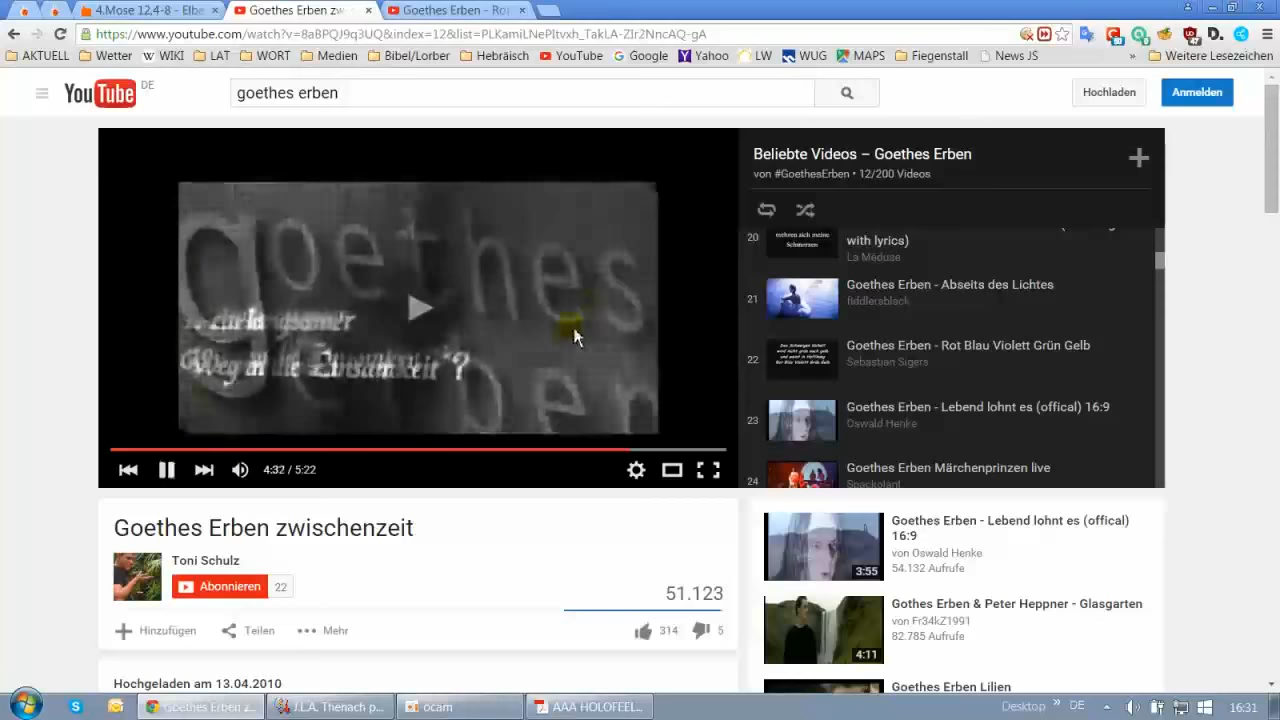 4.Mose 12,4-8 - Elbe
Goethes Erben zw
Goethes Erben - Ro
https://www.youtube.com/watch?v=8aBPQJ9q3UQ&index=12&list=PLKamiLNePltvxh_TakLA-ZIr2NncAQ-gA
AKTUELL Wetter WIKI LAT WORT Medien Bibel/Lorber Hebräisch YouTube Google Yahoo LW WUG MAPS Fiegenstall News JS Weitere Lesezeichen
YouTube DE
goethes erben
Hochladen
Anmelden
Beliebte Videos – Goethes Erben
von #GoethesErben • 12/200 Videos
goethes
20
with lyrics)
La Méduse
21
Goethes Erben - Abseits des Lichtes
fiddlersblack
22
Goethes Erben - Rot Blau Violett Grün Gelb
Sebastian Sigers
23
Goethes Erben - Lebend lohnt es (offical) 16:9
Oswald Henke
24
Goethes Erben Märchenprinzen live
Spackolant
4:32 / 5:22
Goethes Erben zwischenzeit
Toni Schulz
Abonnieren 22
51.123
Hinzufügen Teilen Mehr 314 5
Hochgeladen am 13.04.2010
Goethes Erben - Lebend lohnt es (offical)
16:9
von Oswald Henke
54.132 Aufrufe
3:55
Gothes Erben & Peter Heppner - Glasgarten
von Fr34kZ1991
82.785 Aufrufe
4:11
Goethes Erben Lilien
Goethes Erben z...
J.L.A. Thenach p...
ocam
AAA HOLOFEEL...
Desktop
DE
16:31